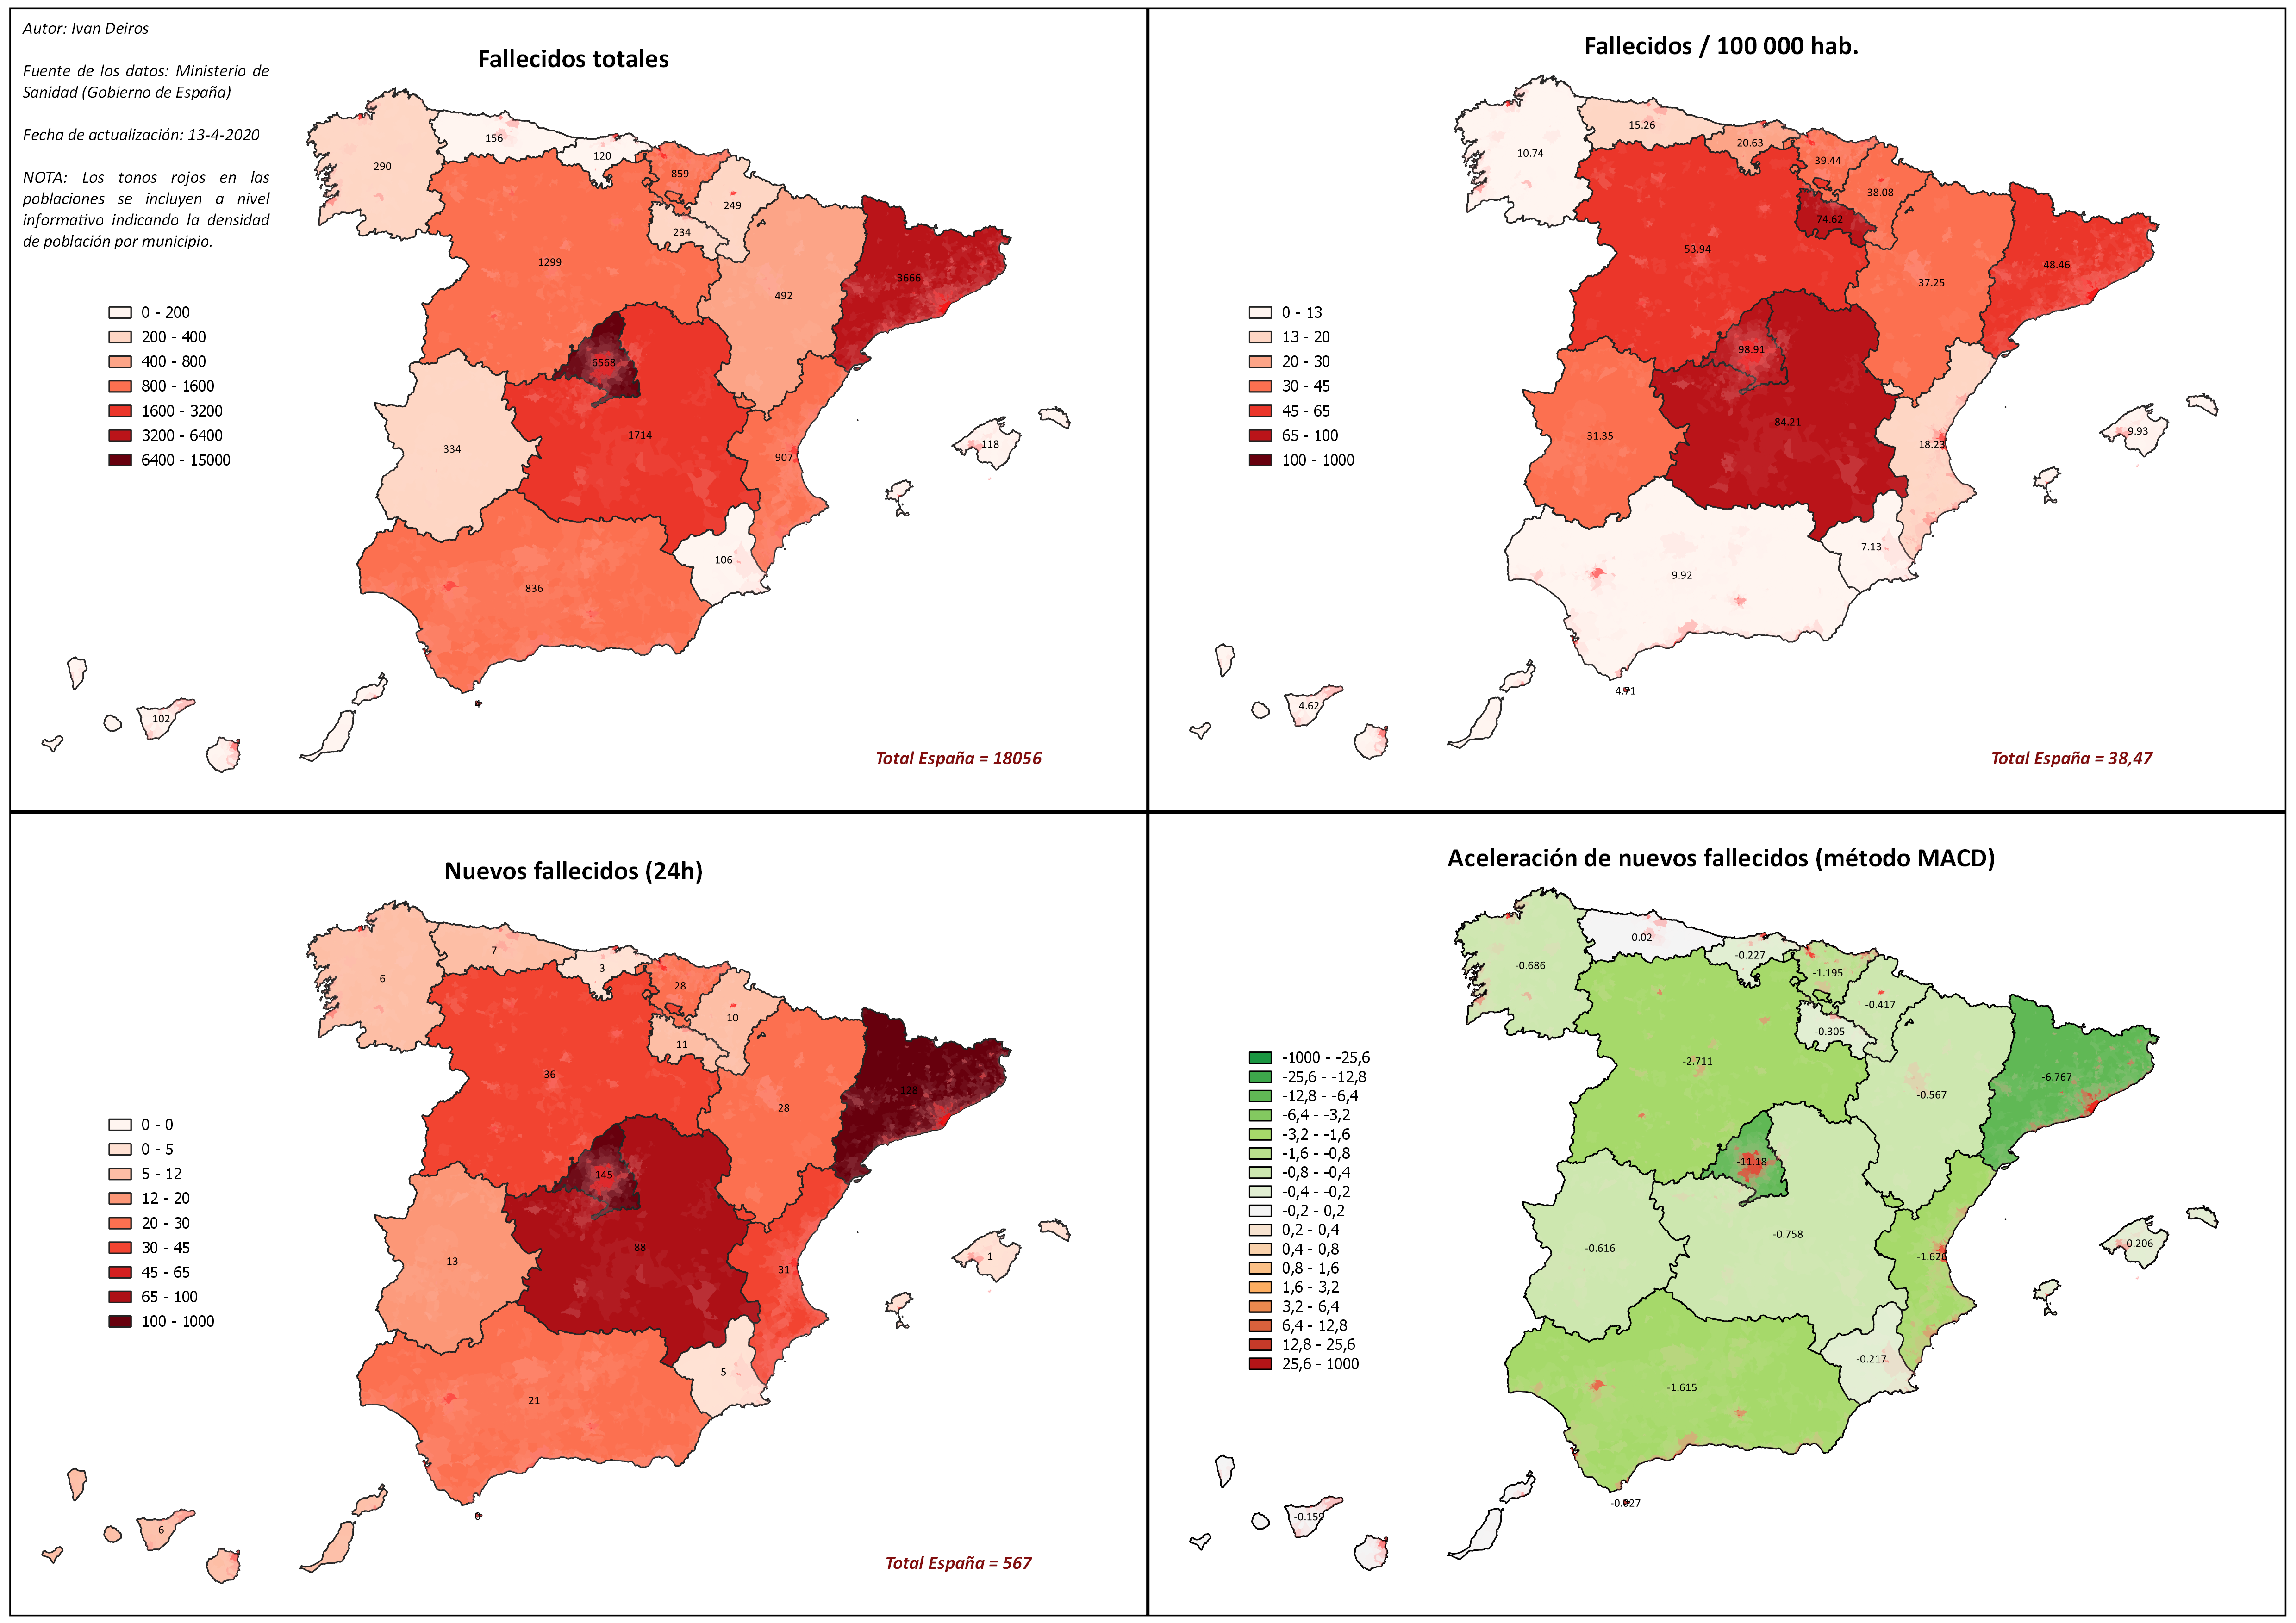 Autor: Ivan Deiros
Fuente de los datos: Ministerio de
Sanidad (Gobierno de España)
Fecha de actualización: 13-4-2020
NOTA: Los tonos rojos en las
poblaciones se incluyen a nivel
informativo indicando la densidad
de población por municipio.
Fallecidos totales
0 - 200
200 - 400
400 - 800
800 - 1600
1600 - 3200
3200 - 6400
6400 - 15000
290
156
120
859
249
234
1299
492
3666
6568
334
1714
907
118
106
836
102
Total España = 18056
Fallecidos / 100 000 hab.
0 - 13
13 - 20
20 - 30
30 - 45
45 - 65
65 - 100
100 - 1000
10.74
15.26
20.63
39.44
38.08
74.62
53.94
37.25
48.46
98.91
31.35
84.21
18.23
9.93
7.13
9.92
4.71
4.62
Total España = 38,47
Nuevos fallecidos (24h)
0 - 0
0 - 5
5 - 12
12 - 20
20 - 30
30 - 45
45 - 65
65 - 100
100 - 1000
6
7
3
28
10
11
36
28
128
145
13
88
31
1
5
21
0
6
Total España = 567
Aceleración de nuevos fallecidos (método MACD)
-1000 - -25,6
-25,6 - -12,8
-12,8 - -6,4
-6,4 - -3,2
-3,2 - -1,6
-1,6 - -0,8
-0,8 - -0,4
-0,4 - -0,2
-0,2 - 0,2
0,2 - 0,4
0,4 - 0,8
0,8 - 1,6
1,6 - 3,2
3,2 - 6,4
6,4 - 12,8
12,8 - 25,6
25,6 - 1000
-0.686
0.02
-0.227
-1.195
-0.417
-0.305
-2.711
-0.567
-6.767
-11.18
-0.616
-0.758
-1.626
-0.206
-0.217
-1.615
-0.027
-0.159